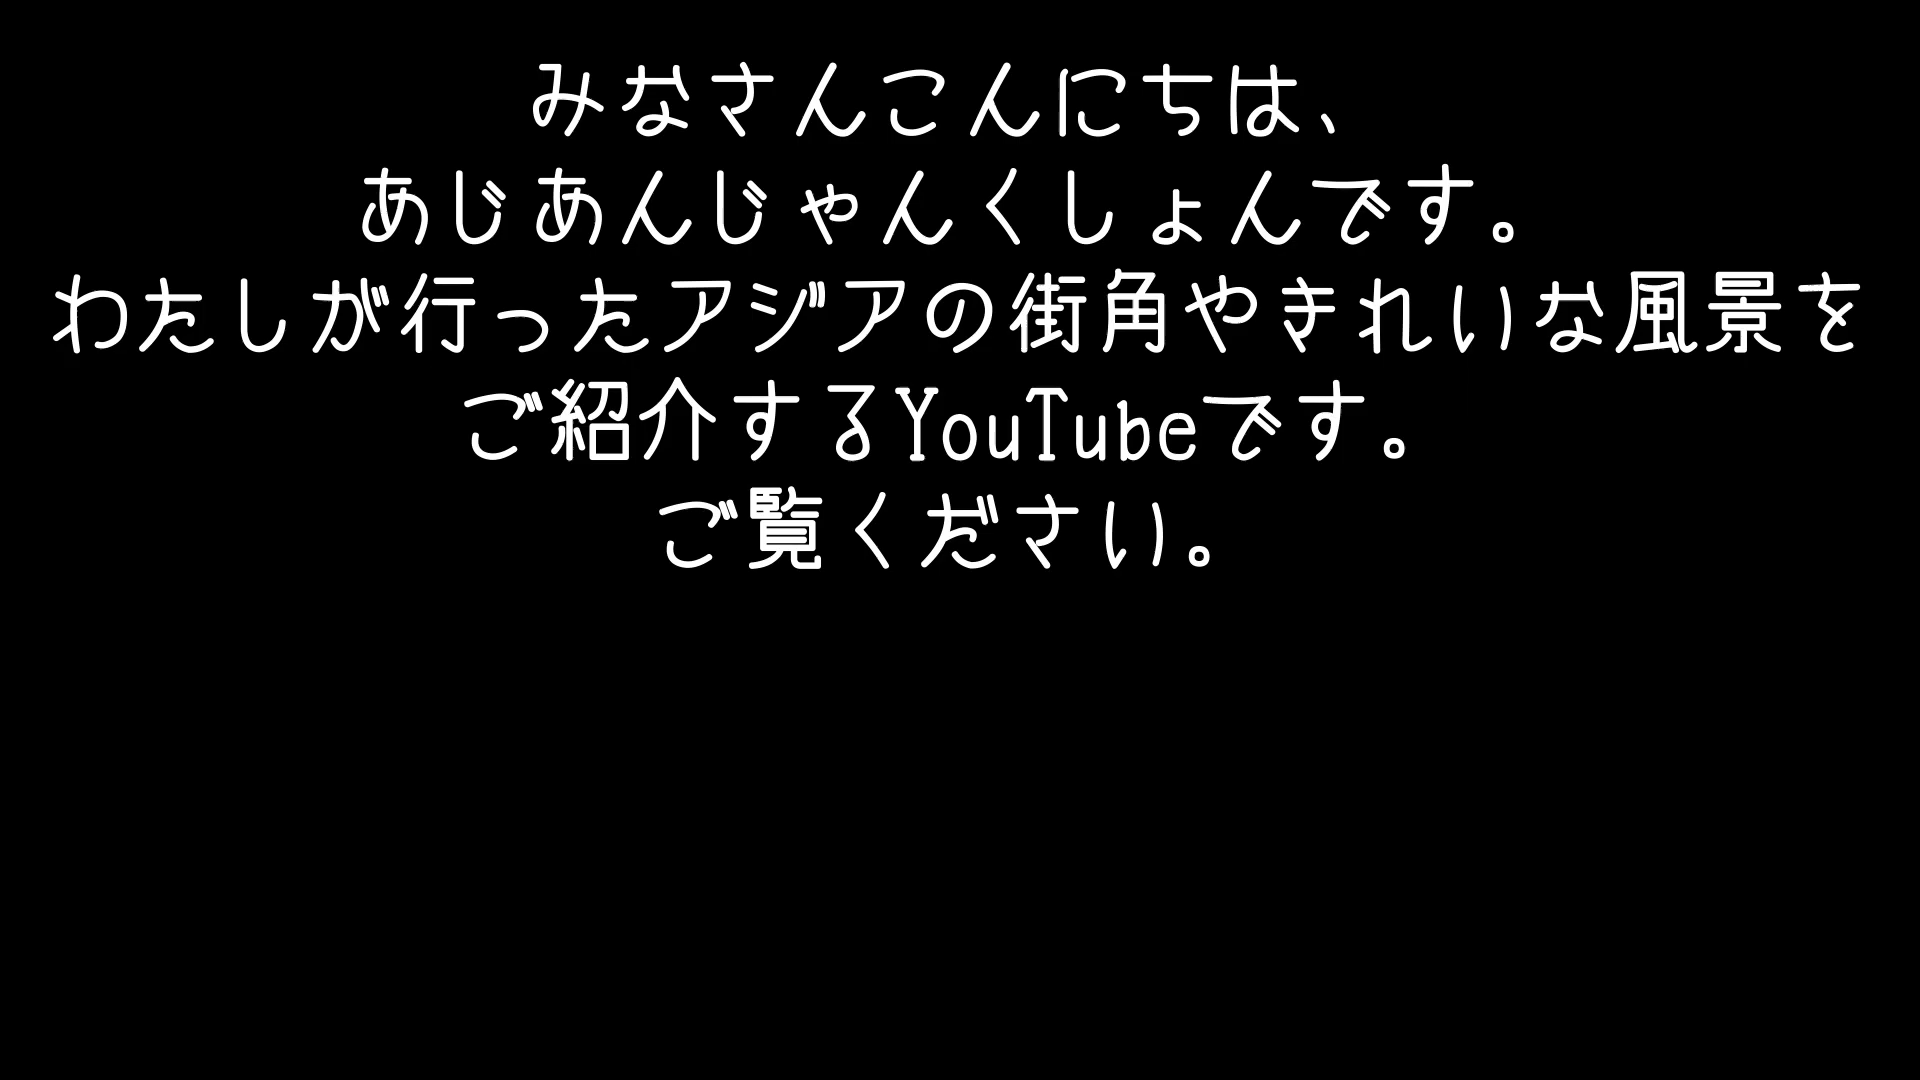 みなさんこんにちは、
あじあんじゃんくしょんです。
わたしが行ったアジアの街角やきれいな風景を
ご紹介するYouTubeです。
ご覧ください。